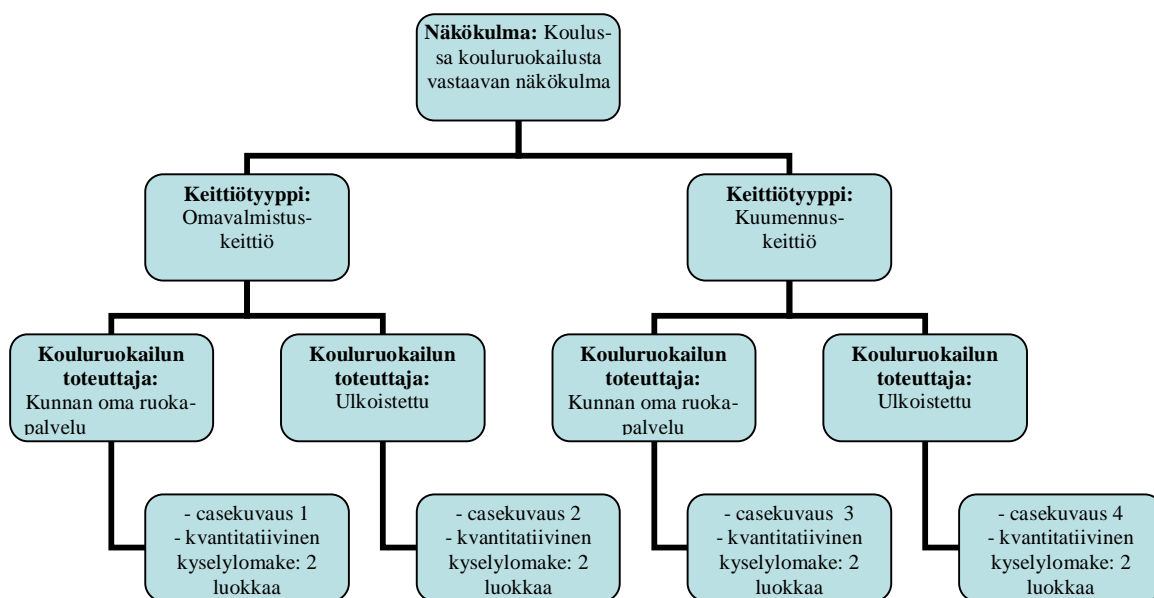 Näkökulma: Koulus-
sa kouluruokailusta
vastaavan näkökulma
Keittiötyyppi:
Omavalmistus-
keittiö
Keittiötyyppi:
Kuumennus-
keittiö
Kouluruokailun
toteuttaja:
Kunnan oma ruoka-
palvelu
Kouluruokailun
toteuttaja:
Ulkoistettu
Kouluruokailun
toteuttaja:
Kunnan oma ruoka-
palvelu
Kouluruokailun
toteuttaja:
Ulkoistettu
- casekuvaus 1
- kvantitatiivinen
kyselylomake: 2
luokkaa
- casekuvaus 2
- kvantitatiivinen
kyselylomake: 2
luokkaa
- casekuvaus  3
- kvantitatiivinen
kyselylomake: 2
luokkaa
- casekuvaus 4
- kvantitatiivinen
kyselylomake: 2
luokkaa